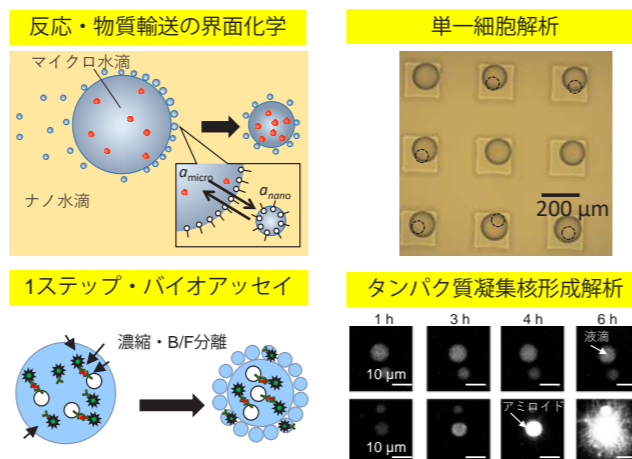 反応・物質輸送の界面化学
マイクロ水滴
ナノ水滴
amicro
anano
単一細胞解析
200 μm
1ステップ・バイオアッセイ
濃縮・B/F分離
タンパク質凝集核形成解析
1 h 3 h 4 h 6 h
液滴
10 μm
アミロイド
10 μm